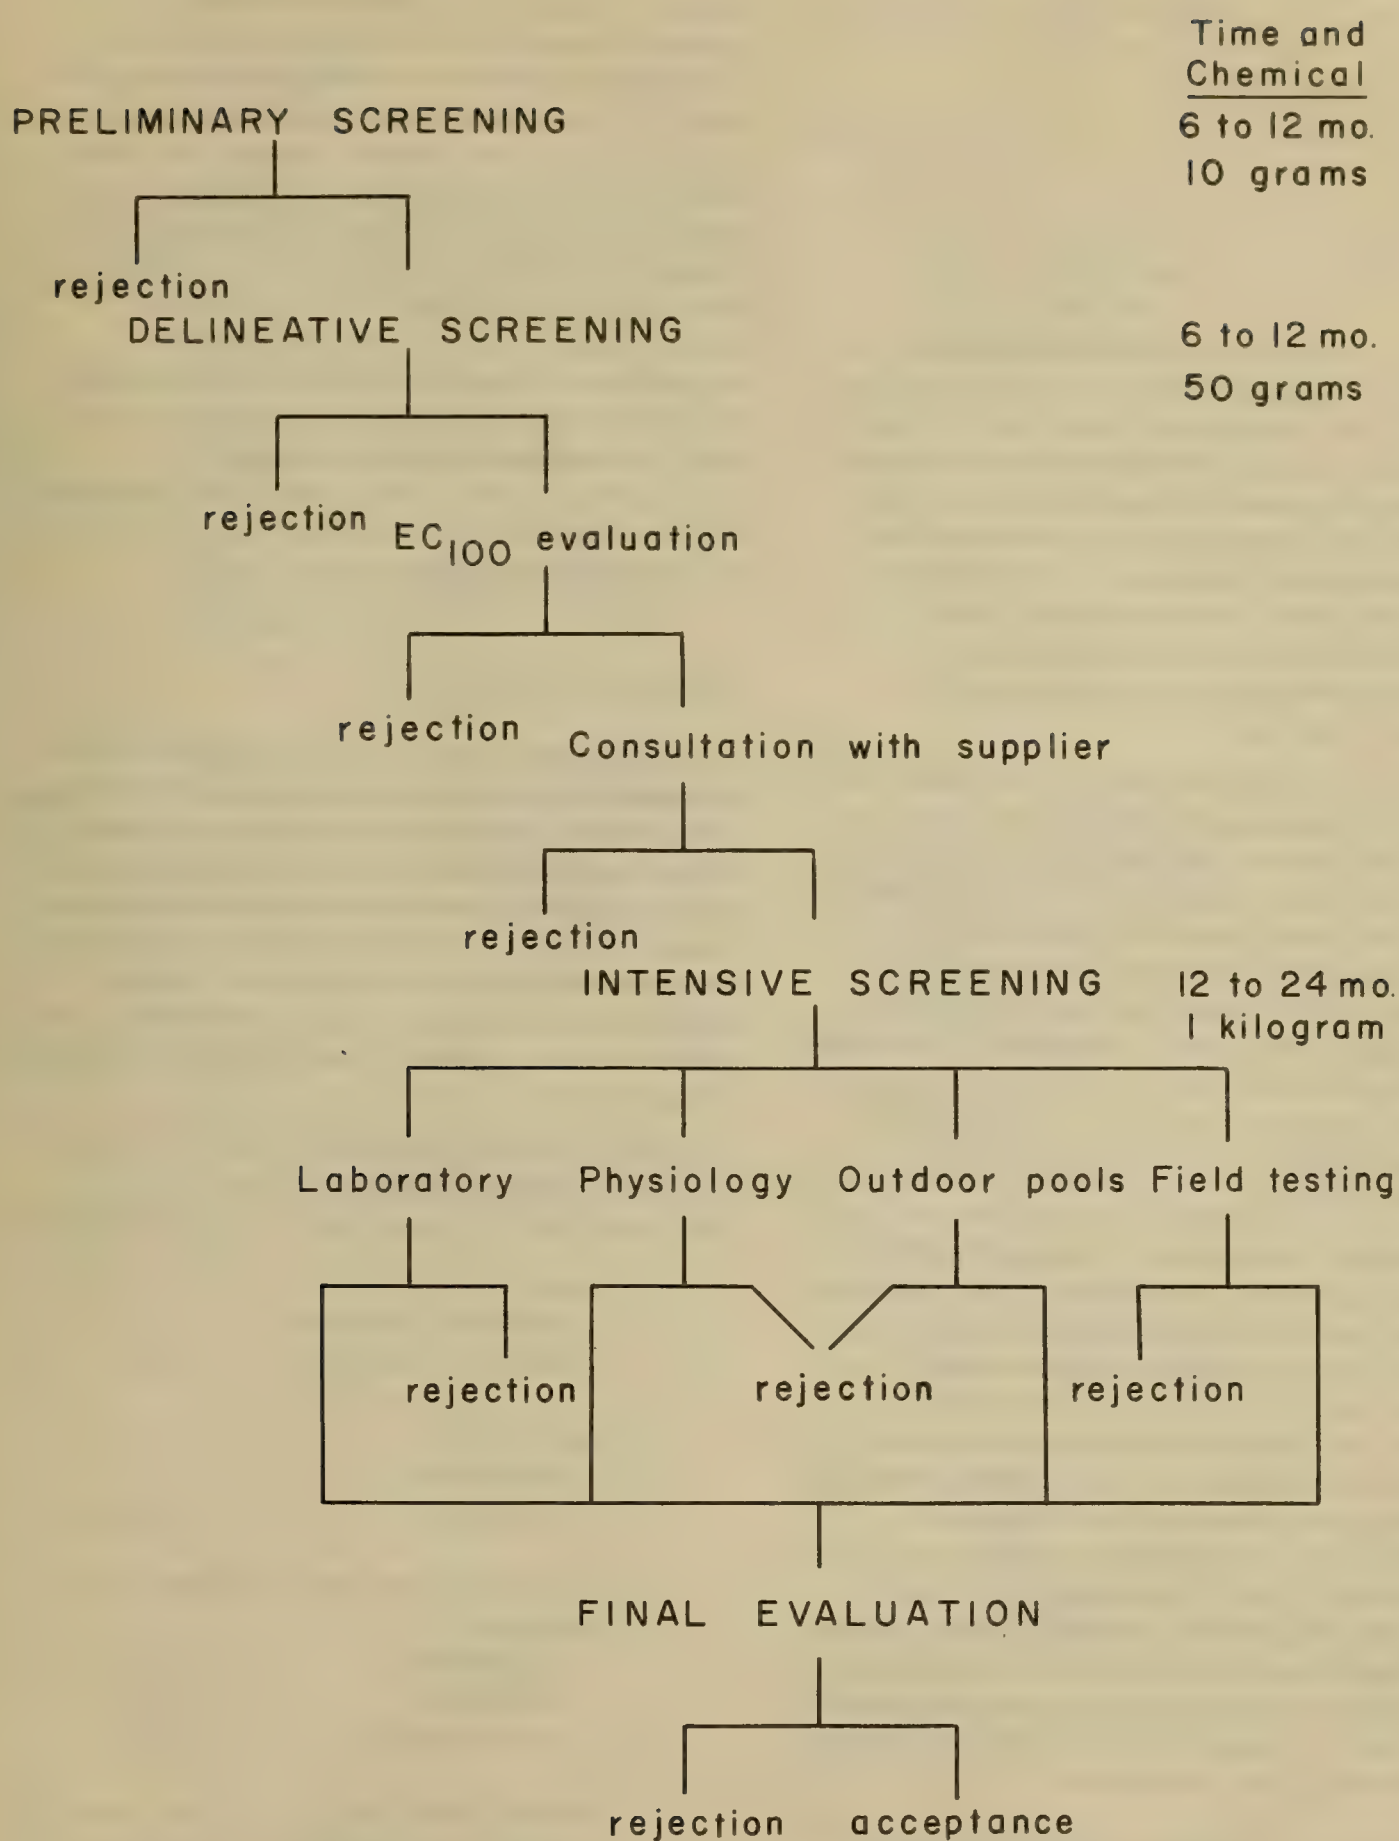 Time and
Chemical
PRELIMINARY SCREENING
6 to 12 mo.
10 grams
rejection
DELINEATIVE SCREENING
6 to 12 mo.
50 grams
rejection
EC100 evaluation
rejection
Consultation with supplier
rejection
INTENSIVE SCREENING
12 to 24 mo.
1 kilogram
Laboratory Physiology Outdoor pools Field testing
rejection rejection rejection
FINAL EVALUATION
rejection acceptance